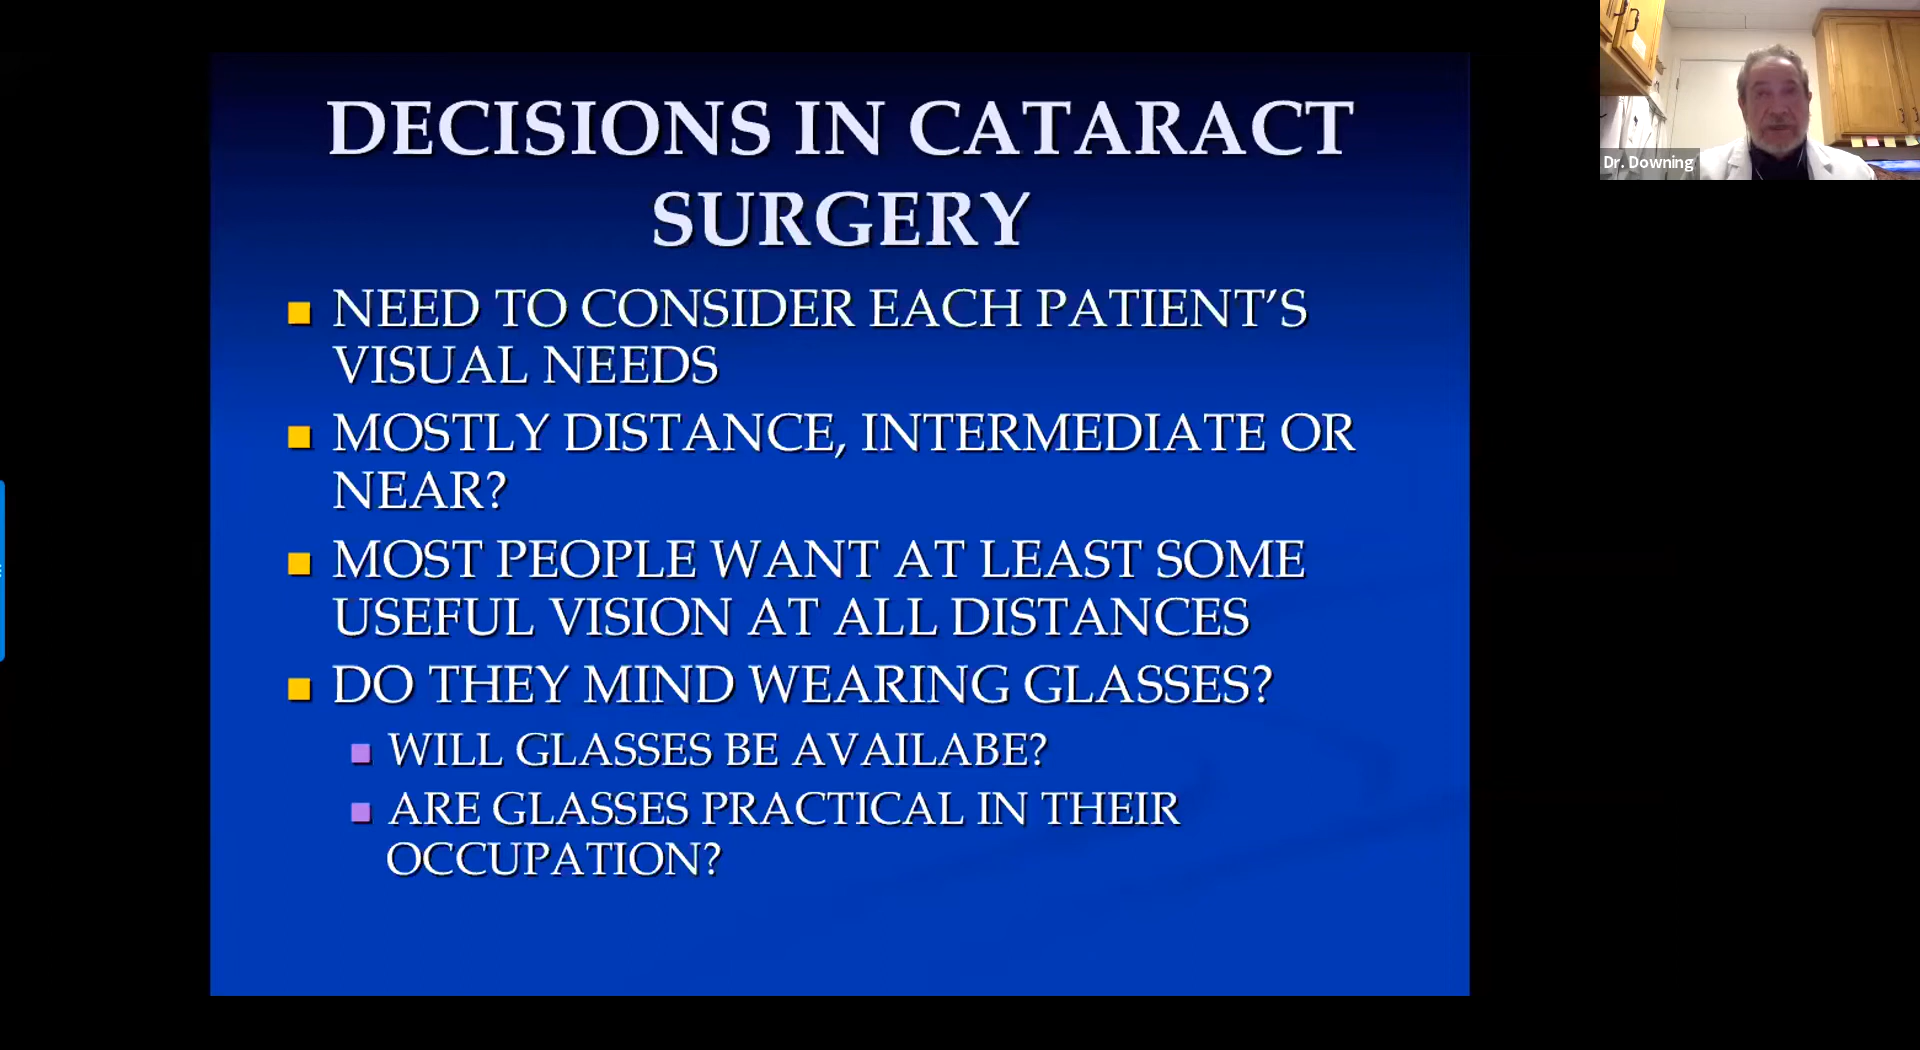 DECISIONS IN CATARACT
SURGERY
NEED TO CONSIDER EACH PATIENT'S
VISUAL NEEDS
MOSTLY DISTANCE, INTERMEDIATE OR
NEAR?
MOST PEOPLE WANT AT LEAST SOME
USEFUL VISION AT ALL DISTANCES
DO THEY MIND WEARING GLASSES?
WILL GLASSES BE AVAILABE?
ARE GLASSES PRACTICAL IN THEIR
OCCUPATION?
Dr. Downing